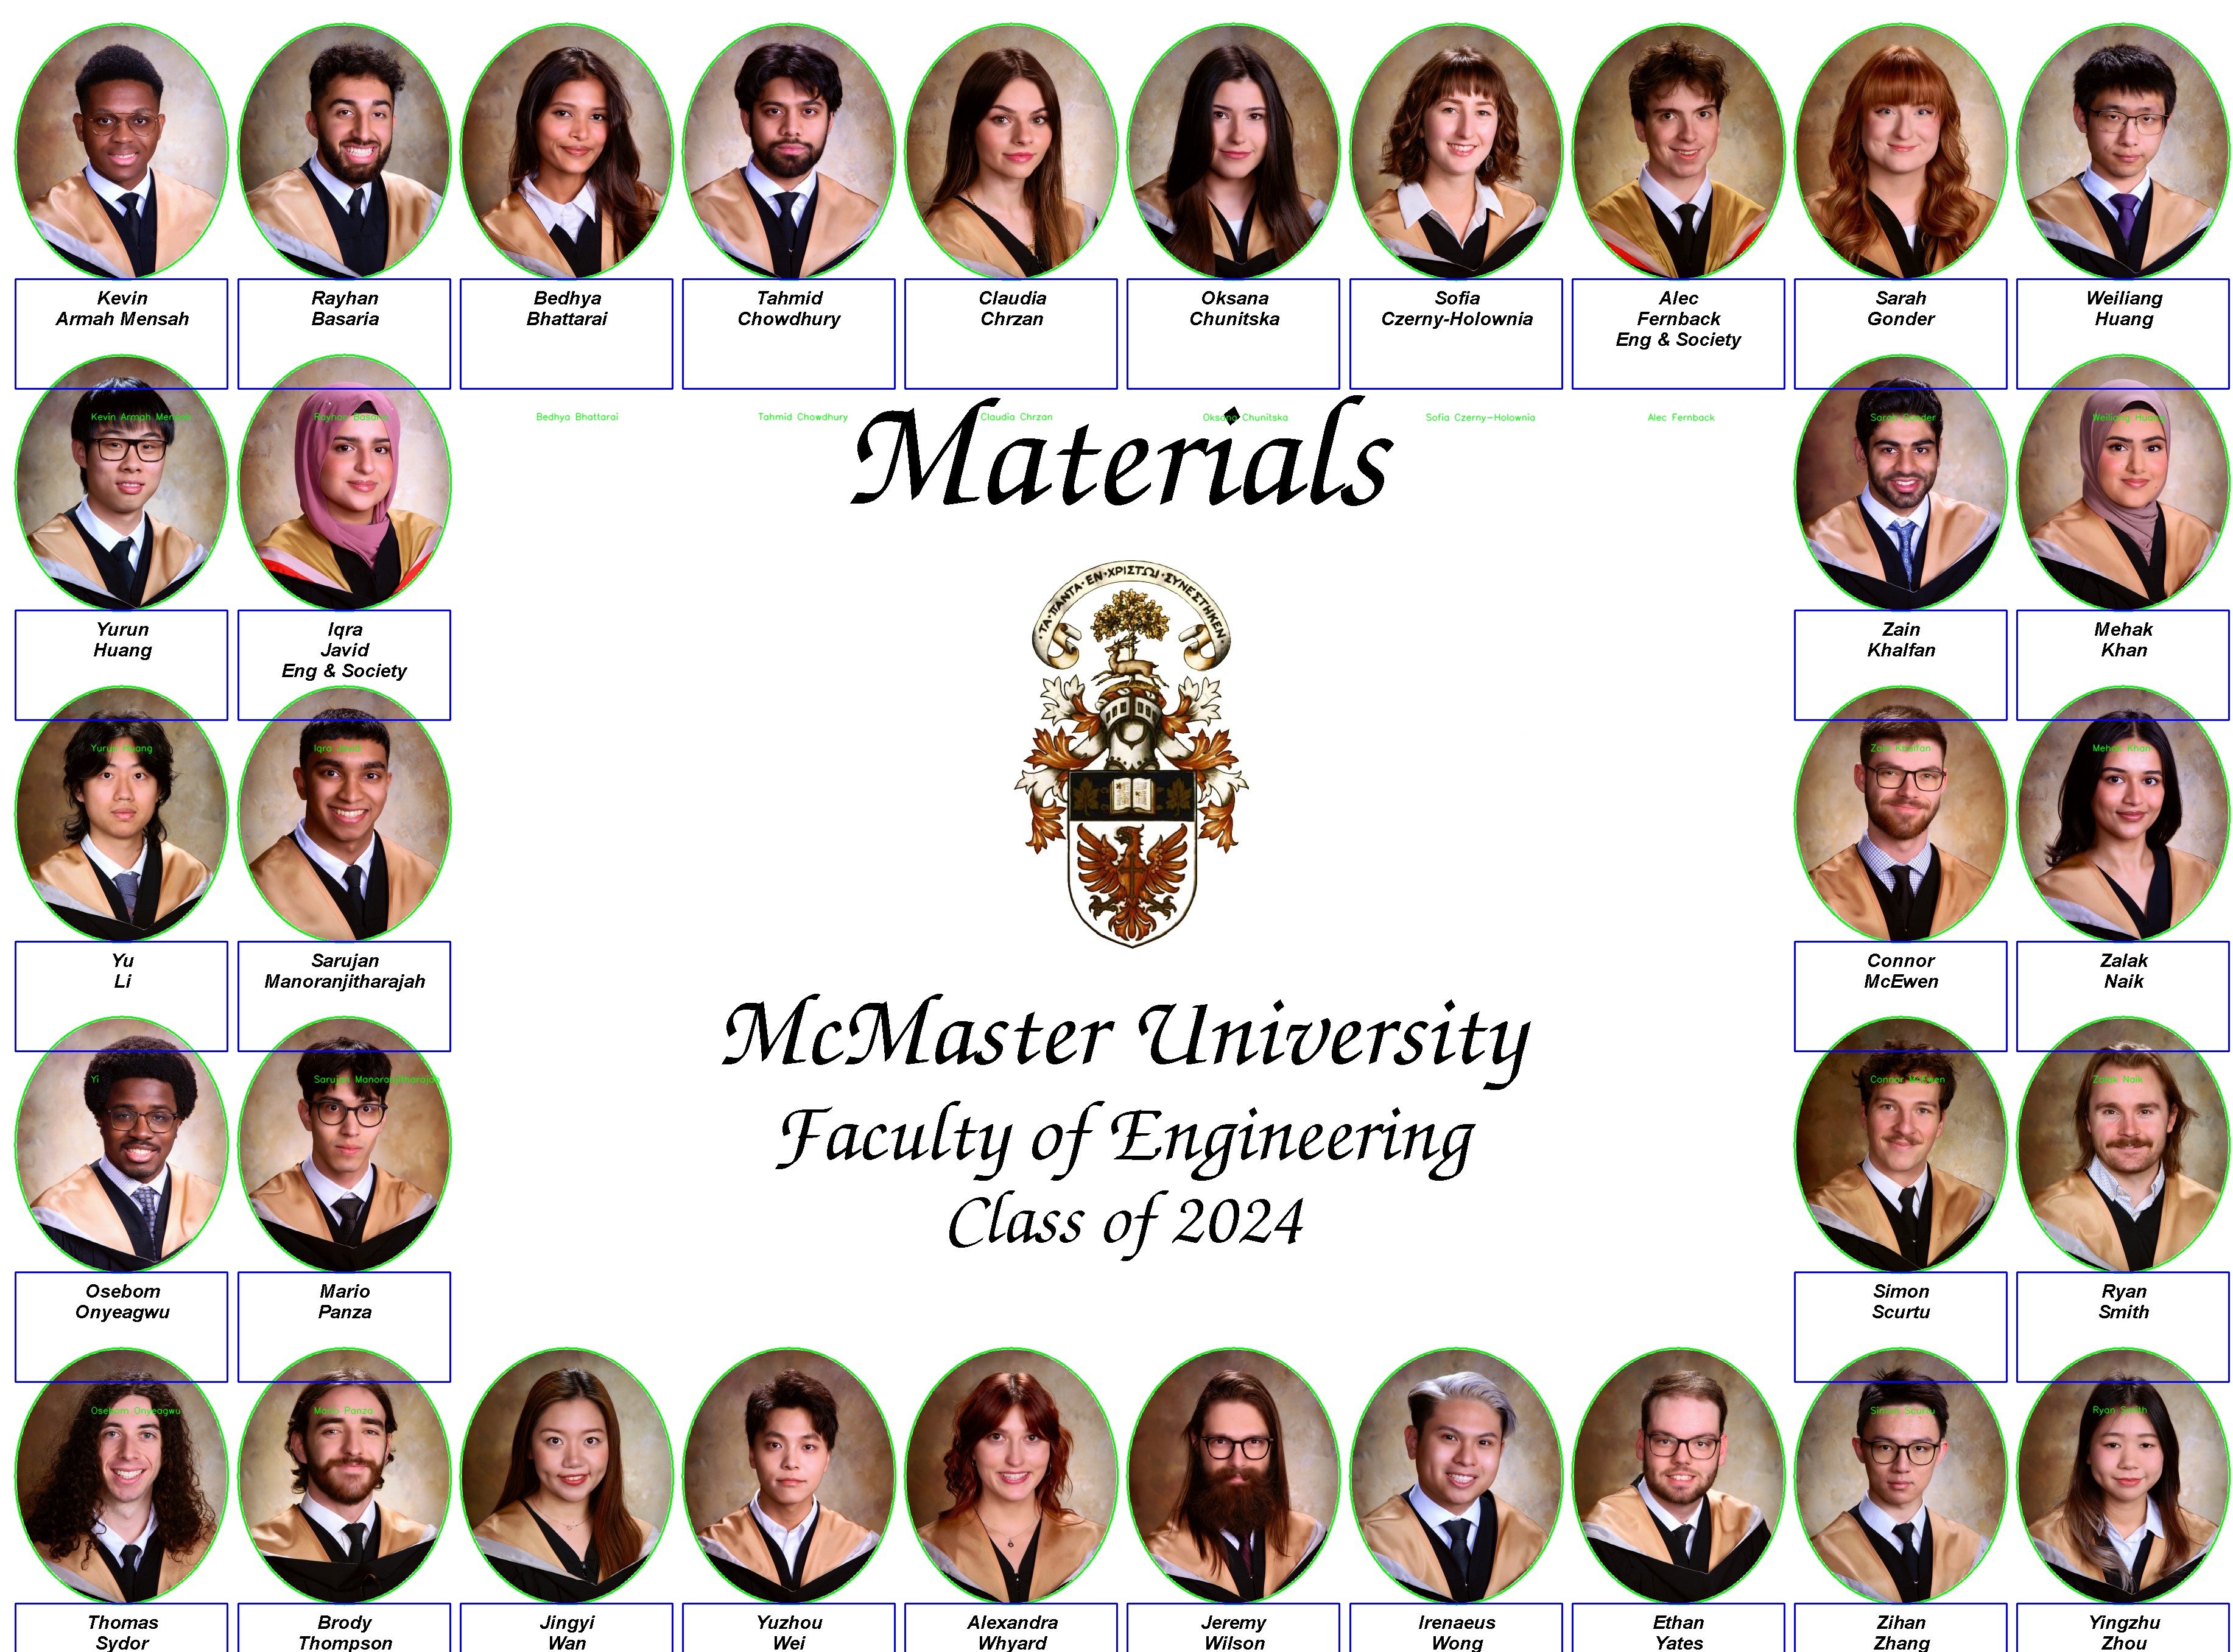 Kevin
Armah Mensah
Rayhan
Basaria
Bedhya
Bhattarai
Tahmid
Chowdhury
Claudia
Chrzan
Oksana
Chunitska
Sofia
Czerny-Holownia
Alec
Fernback
Eng & Society
Sarah
Gonder
Weiliang
Huang
Kevin Armah Mensah
Rayhan Basaria
Bedhya Bhattarai
Tahmid Chowdhury
Claudia Chrzan
Oksana Chunitska
Sofia Czerny-Holownia
Alec Fernback
Sarah Gonder
Weiliang Huang
Materials
ΤΑ·ΠΑΝΤΑ·ΕΝ·ΧΡΙΣΤΩΙ·ΣΥΝΕΣΤΗΚΕΝ
Yurun
Huang
Iqra
Javid
Eng & Society
Zain
Khalfan
Mehak
Khan
Yurun Huang
Iqra Javid
Zain Khalfan
Mehak Khan
Yu
Li
Sarujan
Manoranjitharajah
Connor
McEwen
Zalak
Naik
McMaster University
Yi
Sarujan Manoranjitharajah
Connor McEwen
Zalak Naik
Faculty of Engineering
Class of 2024
Osebom
Onyeagwu
Mario
Panza
Simon
Scurtu
Ryan
Smith
Osebom Onyeagwu
Mario Panza
Simon Scurtu
Ryan Smith
Thomas
Sydor
Brody
Thompson
Jingyi
Wan
Yuzhou
Wei
Alexandra
Whyard
Jeremy
Wilson
Irenaeus
Wong
Ethan
Yates
Zihan
Zhang
Yingzhu
Zhou